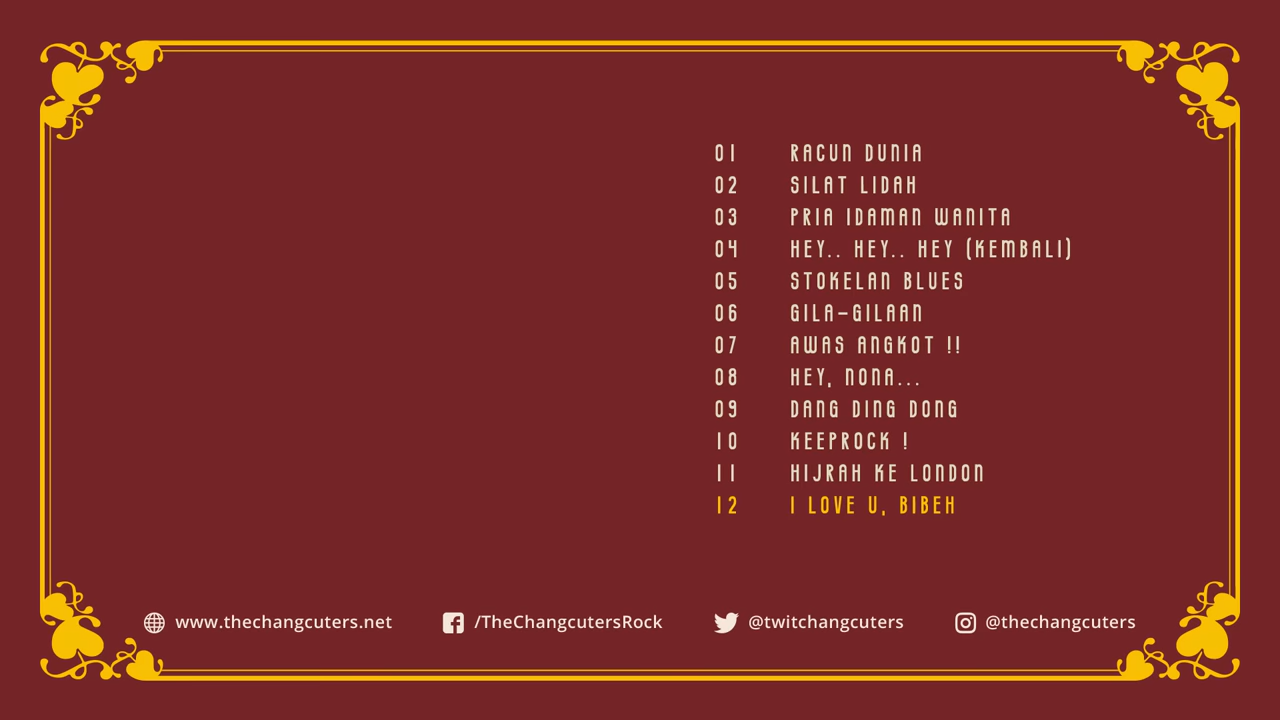 01 RACUN DUNIA
02 SILAT LIDAH
03 PRIA IDAMAN WANITA
04 HEY.. HEY.. HEY (KEMBALI)
05 STOKELAN BLUES
06 GILA-GILAAN
07 AWAS ANGKOT !!
08 HEY, NONA...
09 DANG DING DONG
10 KEEPROCK !
11 HIJRAH KE LONDON
12 I LOVE U, BIBEH
www.thechangcuters.net /TheChangcutersRock @twitchangcuters @thechangcuters